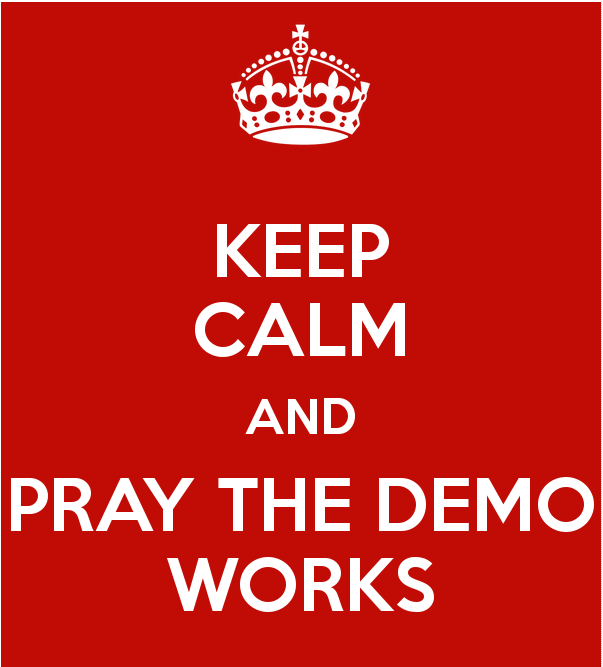 KEEP
CALM
AND
PRAY THE DEMO
WORKS